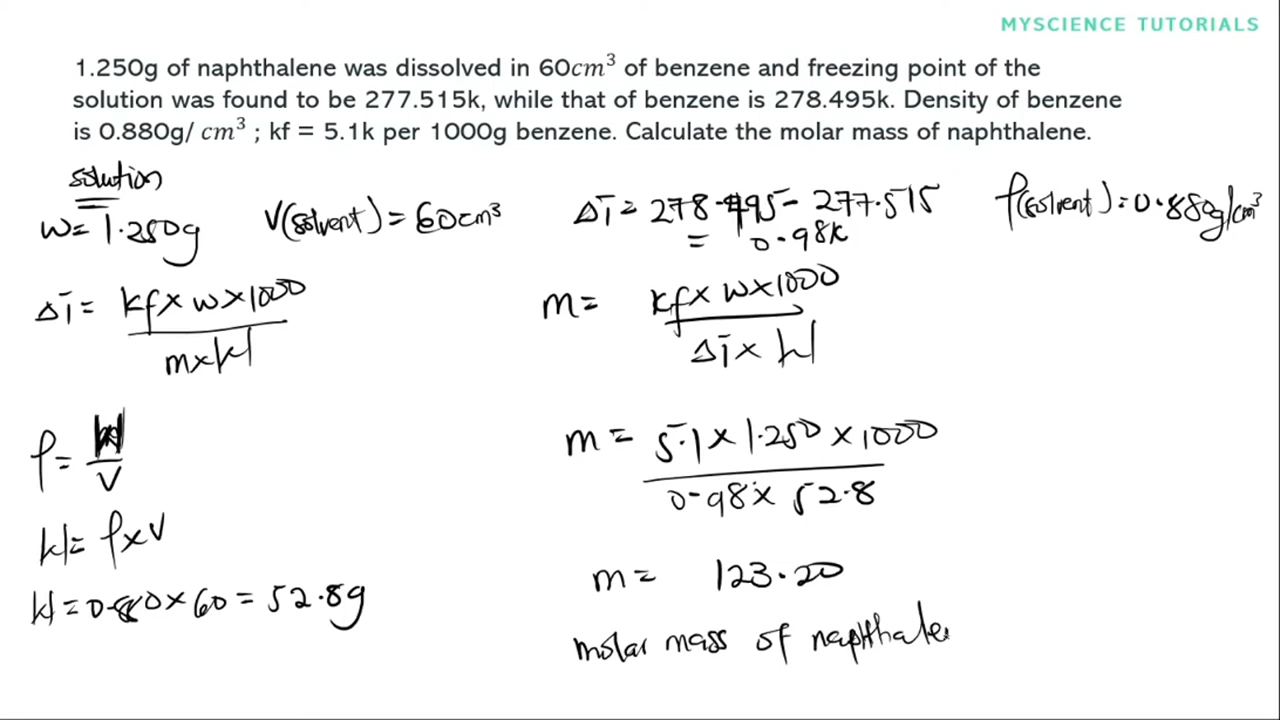 MYSCIENCE TUTORIALS
1.250g of naphthalene was dissolved in 60cm³ of benzene and freezing point of the
solution was found to be 277.515k, while that of benzene is 278.495k. Density of benzene
is 0.880g/ cm³ ; kf = 5.1k per 1000g benzene. Calculate the molar mass of naphthalene.
solution
w = 1.250g
V(solvent) = 60cm³
ΔT = 278.495 - 277.515
= 0.98k
ρ(solvent) = 0.880g/cm³
ΔT = kf x w x 1000
m x W
m = kf x w x 1000
ΔT x W
ρ = W
V
W = ρ x V
W = 0.880 x 60 = 52.8g
m = 5.1 x 1.250 x 1000
0.98 x 52.8
m = 123.20
molar mass of naphthale